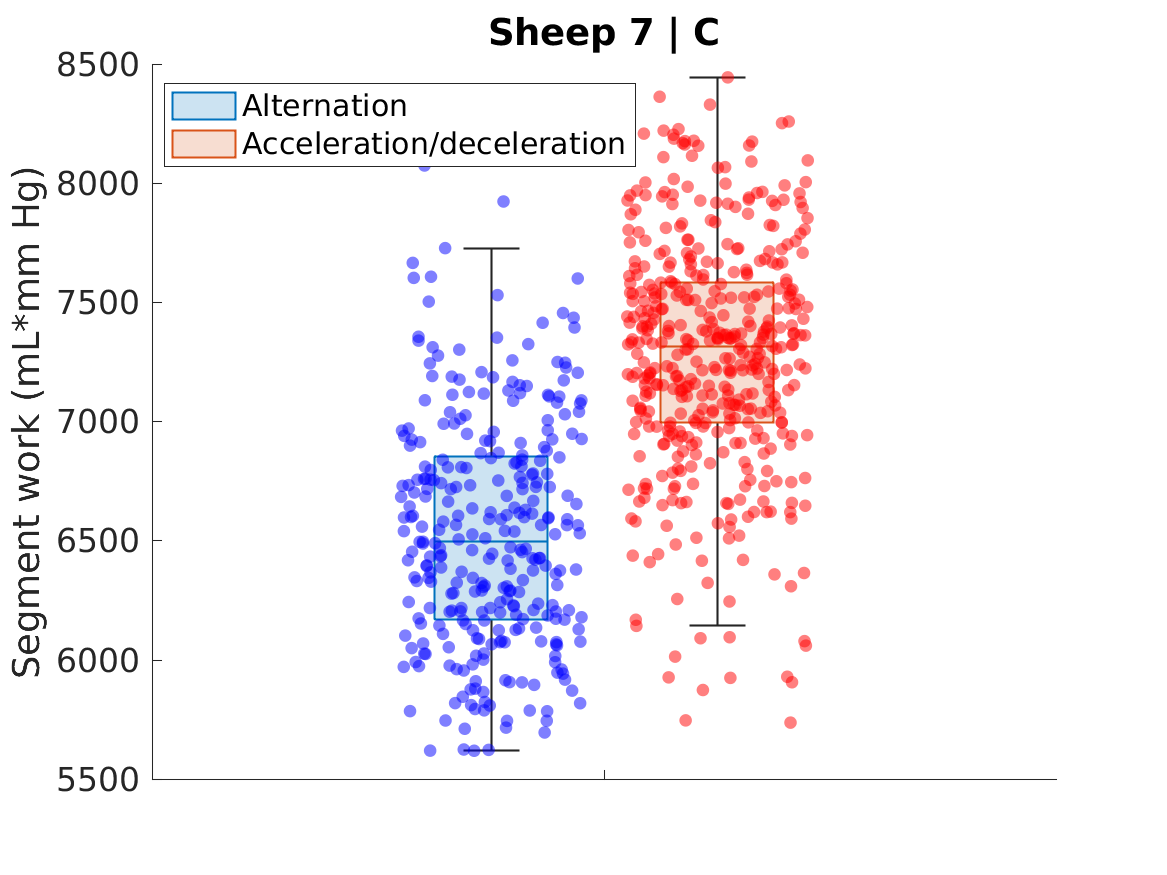 Sheep 7 | C
8500
8000
7500
7000
6500
6000
5500
Segment work (mL*mm Hg)
Alternation
Acceleration/deceleration